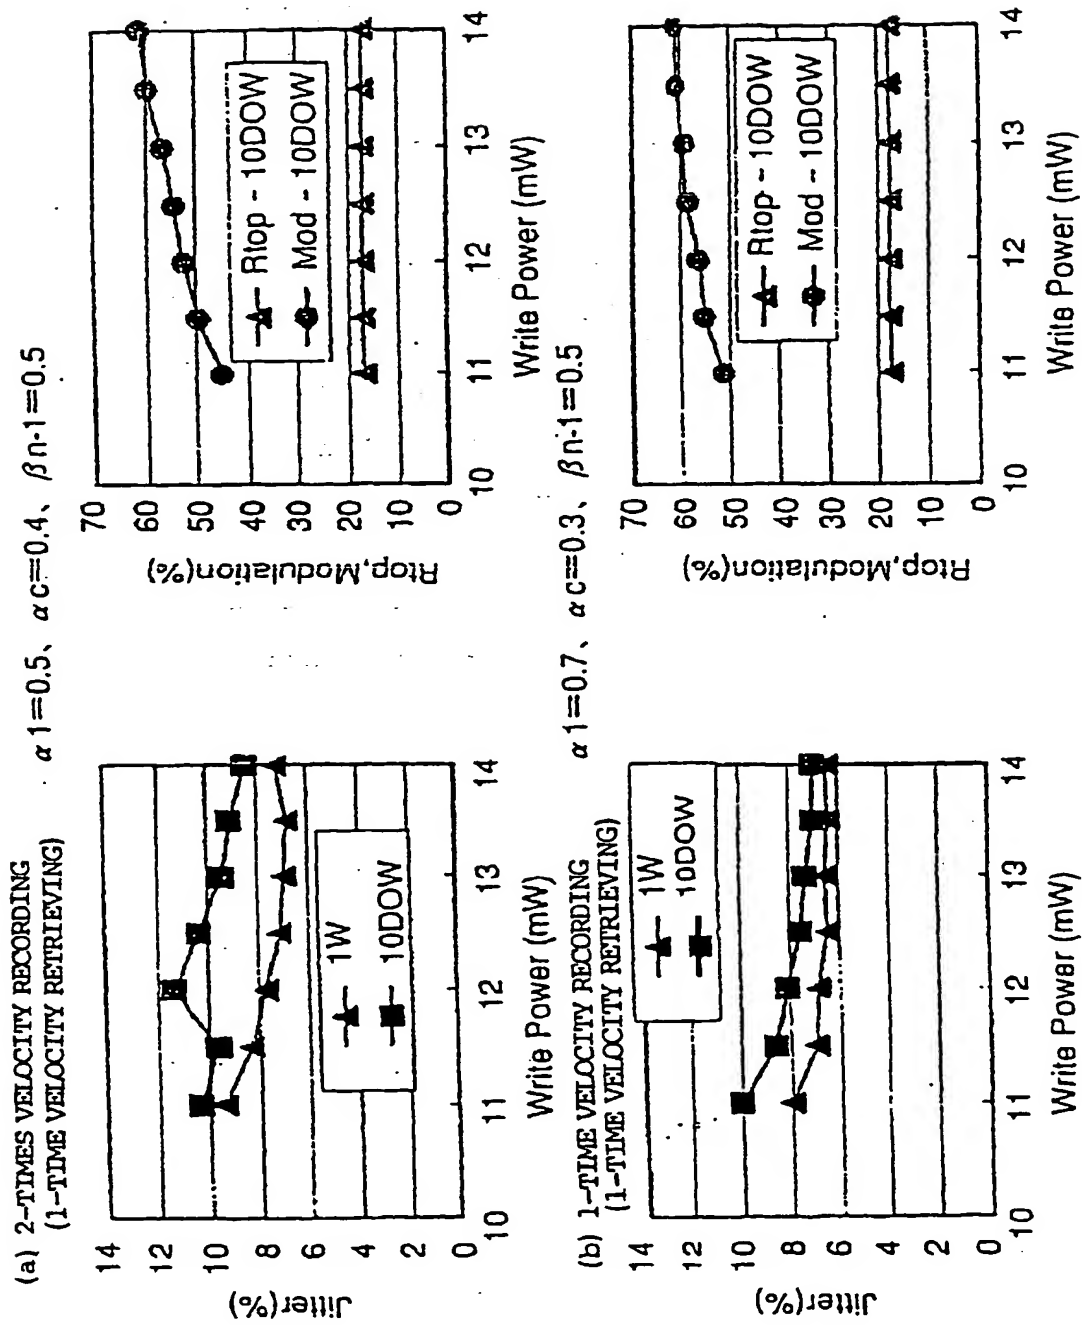 (a) 2-TIMES VELOCITY RECORDING
(1-TIME VELOCITY RETRIEVING)
α1=0.5、 αc=0.4、 βn-1=0.5
Jitter(%)
14
12
10
8
6
4
2
0
1W
10DOW
10
11
12
13
14
Write Power (mW)
Rtop,Modulation(%)
70
60
50
40
30
20
10
0
Rtop - 10DOW
Mod - 10DOW
10
11
12
13
14
Write Power (mW)
(b) 1-TIME VELOCITY RECORDING
(1-TIME VELOCITY RETRIEVING)
α1=0.7、 αc=0.3、 βn-1=0.5
Jitter(%)
14
12
10
8
6
4
2
0
1W
10DOW
10
11
12
13
14
Write Power (mW)
Rtop,Modulation(%)
70
60
50
40
30
20
10
0
Rtop - 10DOW
Mod - 10DOW
10
11
12
13
14
Write Power (mW)